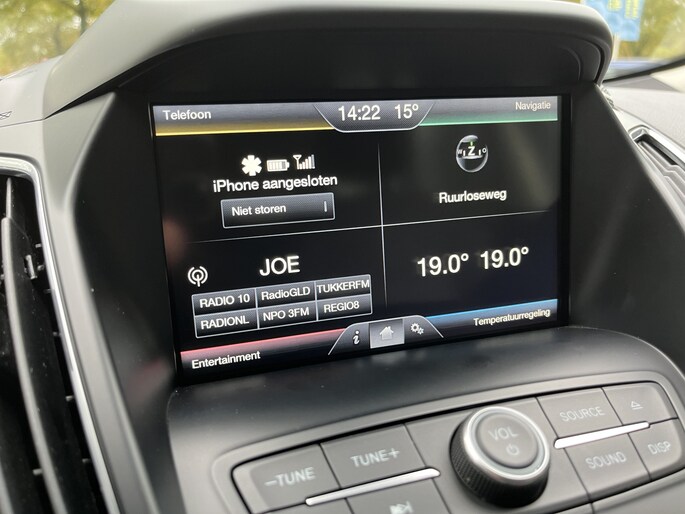 Telefoon
14:22 15°
Navigatie
iPhone aangesloten
Niet storen
Z
Ruurloseweg
JOE
RADIO 10 RadioGLD TUKKERFM
RADIONL NPO 3FM REGIO8
19.0° 19.0°
Entertainment
i
Temperatuurregeling
–TUNE
TUNE+
VOL
SOURCE
SOUND
DISP